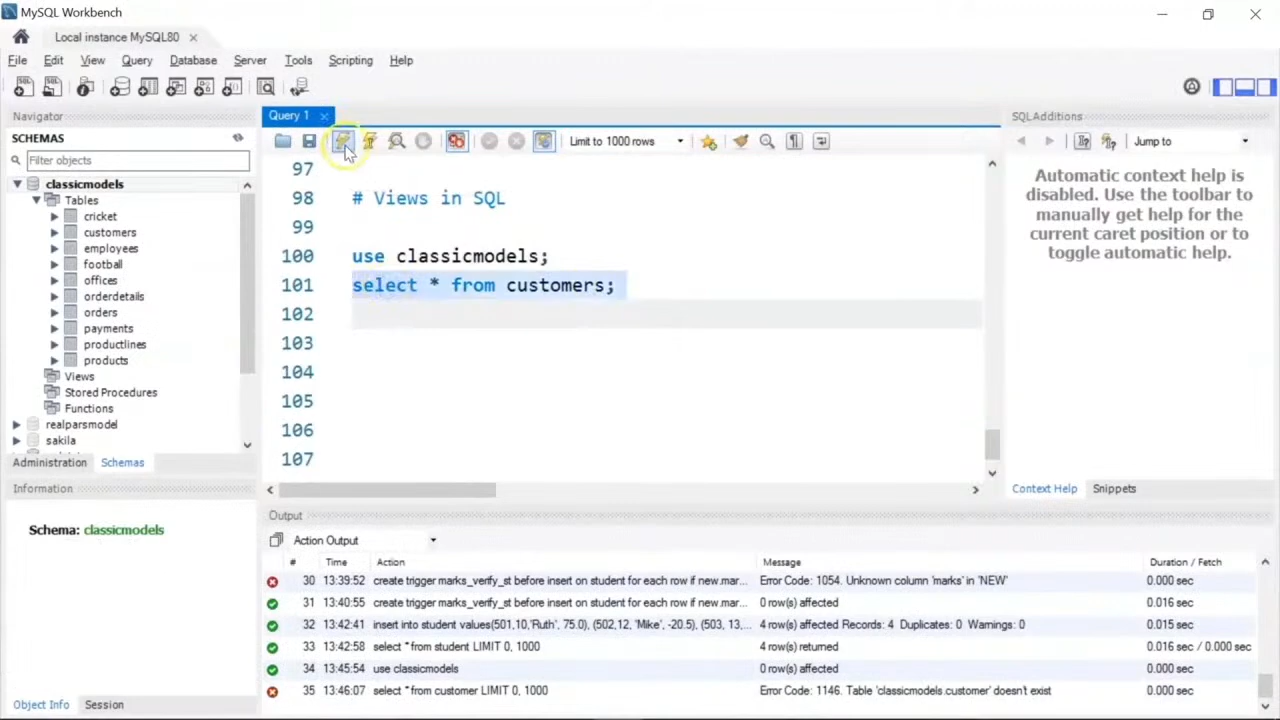 MySQL Workbench
Local instance MySQL80
File Edit View Query Database Server Tools Scripting Help
Navigator
SCHEMAS
Filter objects
classicmodels
Tables
cricket
customers
employees
football
offices
orderdetails
orders
payments
productlines
products
Views
Stored Procedures
Functions
realparsmodel
sakila
Administration Schemas
Information
Schema: classicmodels
Object Info Session
Query 1
Limit to 1000 rows
97
98 # Views in SQL
99
100 use classicmodels;
101 select * from customers;
102
103
104
105
106
107
SQLAdditions
Jump to
Automatic context help is
disabled. Use the toolbar to
manually get help for the
current caret position or to
toggle automatic help.
Context Help Snippets
Output
Action Output
# Time Action Message Duration / Fetch
30 13:39:52 create trigger marks_verify_st before insert on student for each row if new.mar... Error Code: 1054. Unknown column 'marks' in 'NEW' 0.000 sec
31 13:40:55 create trigger marks_verify_st before insert on student for each row if new.mar... 0 row(s) affected 0.016 sec
32 13:42:41 insert into student values(501,10,'Ruth', 75.0), (502,12, 'Mike', -20.5), (503, 13,... 4 row(s) affected Records: 4 Duplicates: 0 Warnings: 0 0.015 sec
33 13:42:58 select * from student LIMIT 0, 1000 4 row(s) returned 0.016 sec / 0.000 sec
34 13:45:54 use classicmodels 0 row(s) affected 0.000 sec
35 13:46:07 select * from customer LIMIT 0, 1000 Error Code: 1146. Table 'classicmodels.customer' doesn't exist 0.000 sec